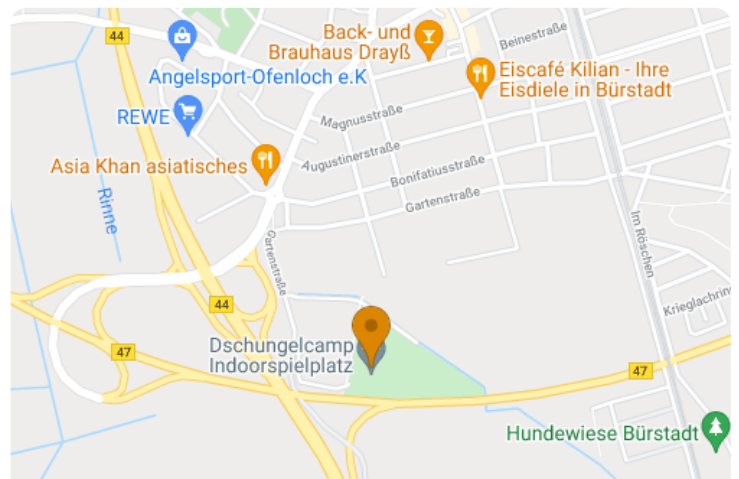 44
Back- und
Brauhaus Drayß
Beinestraße
Angelsport-Ofenloch e.K
Eiscafé Kilian - Ihre
Eisdiele in Bürstadt
REWE
Magnusstraße
Augustinerstraße
Asia Khan asiatisches
Bonifatiusstraße
Rinne
Gartenstraße
Im Röschen
Gartenstraße
44
Krieglachring
47
Dschungelcamp
Indoorspielplatz
47
Hundewiese Bürstadt